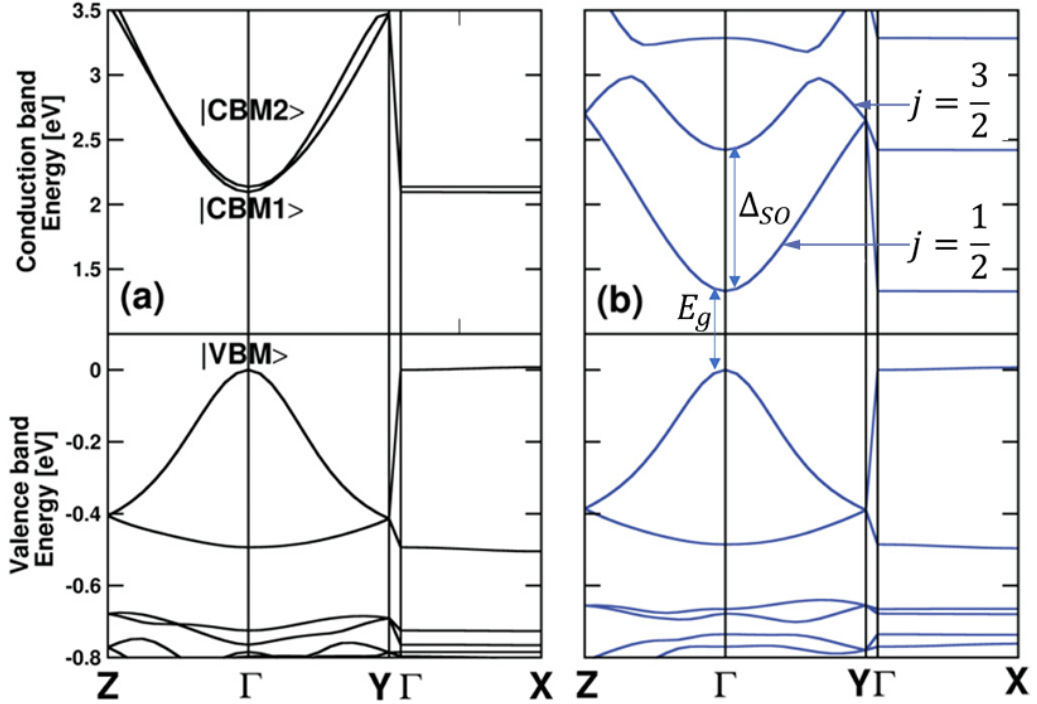 3.5
3
2.5
2
1.5
Conduction band
Energy [eV]
|CBM2>
|CBM1>
(a)
|VBM>
0
-0.2
-0.4
-0.6
-0.8
Valence band
Energy [eV]
Z
Γ
Y
Γ
X
(b)
j = 3/2
Δ_SO
j = 1/2
E_g
Z
Γ
Y
Γ
X